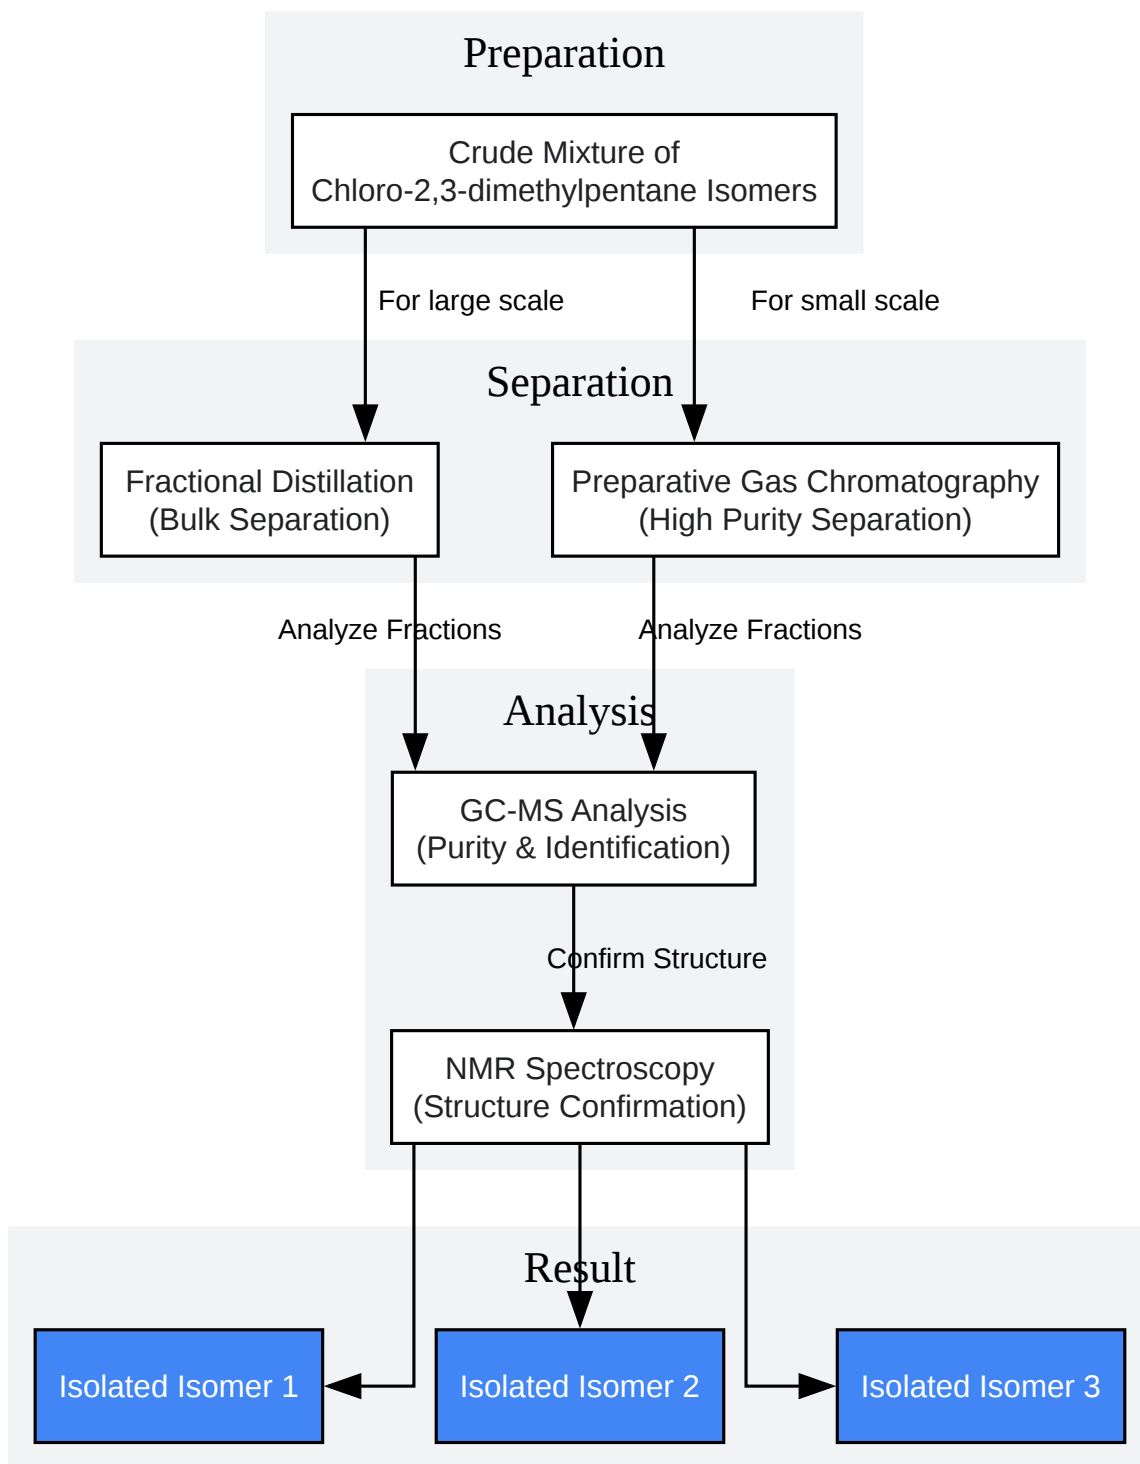 Preparation
Crude Mixture of
Chloro-2,3-dimethylpentane Isomers
For large scale
For small scale
Separation
Fractional Distillation
(Bulk Separation)
Preparative Gas Chromatography
(High Purity Separation)
Analyze Fractions
Analyze Fractions
Analysis
GC-MS Analysis
(Purity & Identification)
Confirm Structure
NMR Spectroscopy
(Structure Confirmation)
Result
Isolated Isomer 1
Isolated Isomer 2
Isolated Isomer 3